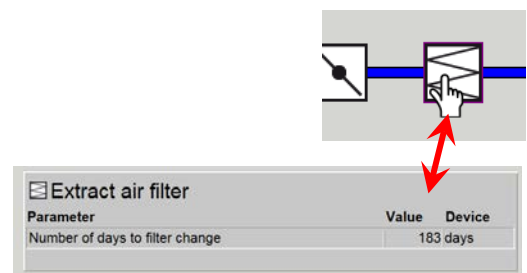 Extract air filter
Parameter Value Device
Number of days to filter change 183 days